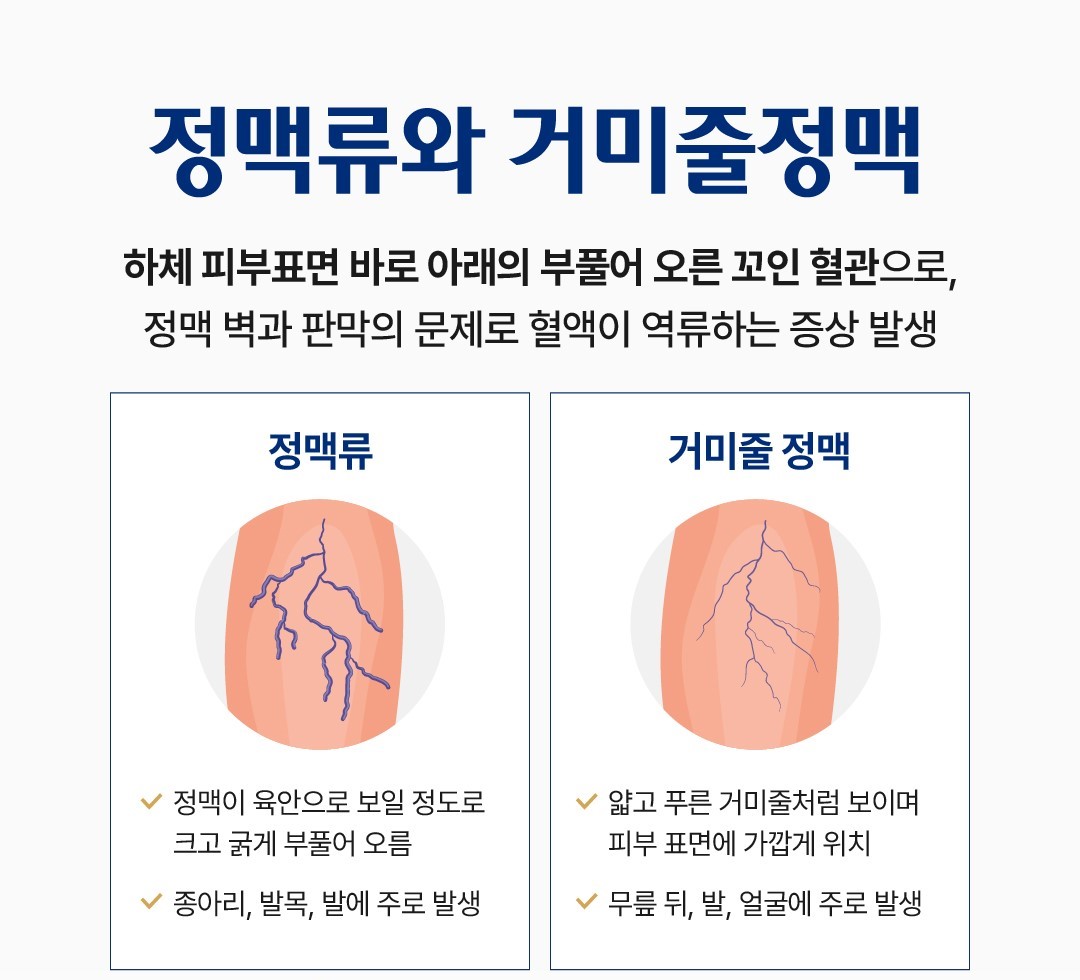 정맥류와 거미줄정맥
하체 피부표면 바로 아래의 부풀어 오른 꼬인 혈관으로,
정맥 벽과 판막의 문제로 혈액이 역류하는 증상 발생
정맥류
정맥이 육안으로 보일 정도로
크고 굵게 부풀어 오름
종아리, 발목, 발에 주로 발생
거미줄 정맥
얇고 푸른 거미줄처럼 보이며
피부 표면에 가깝게 위치
무릎 뒤, 발, 얼굴에 주로 발생